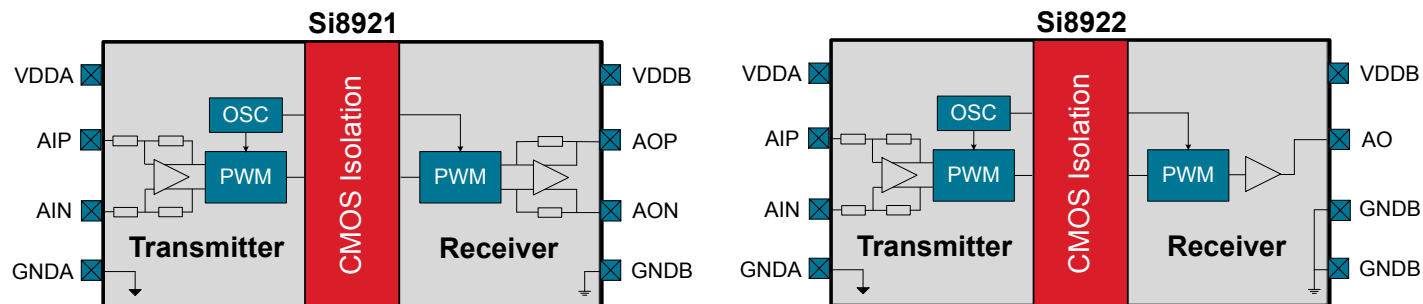 Si8921
VDDA
VDDB
OSC
AIP
AOP
PWM
PWM
CMOS Isolation
AIN
AON
Transmitter
Receiver
GNDA
GNDB
Si8922
VDDA
VDDB
OSC
AIP
AO
PWM
PWM
CMOS Isolation
AIN
GNDB
Transmitter
Receiver
GNDA
GNDB